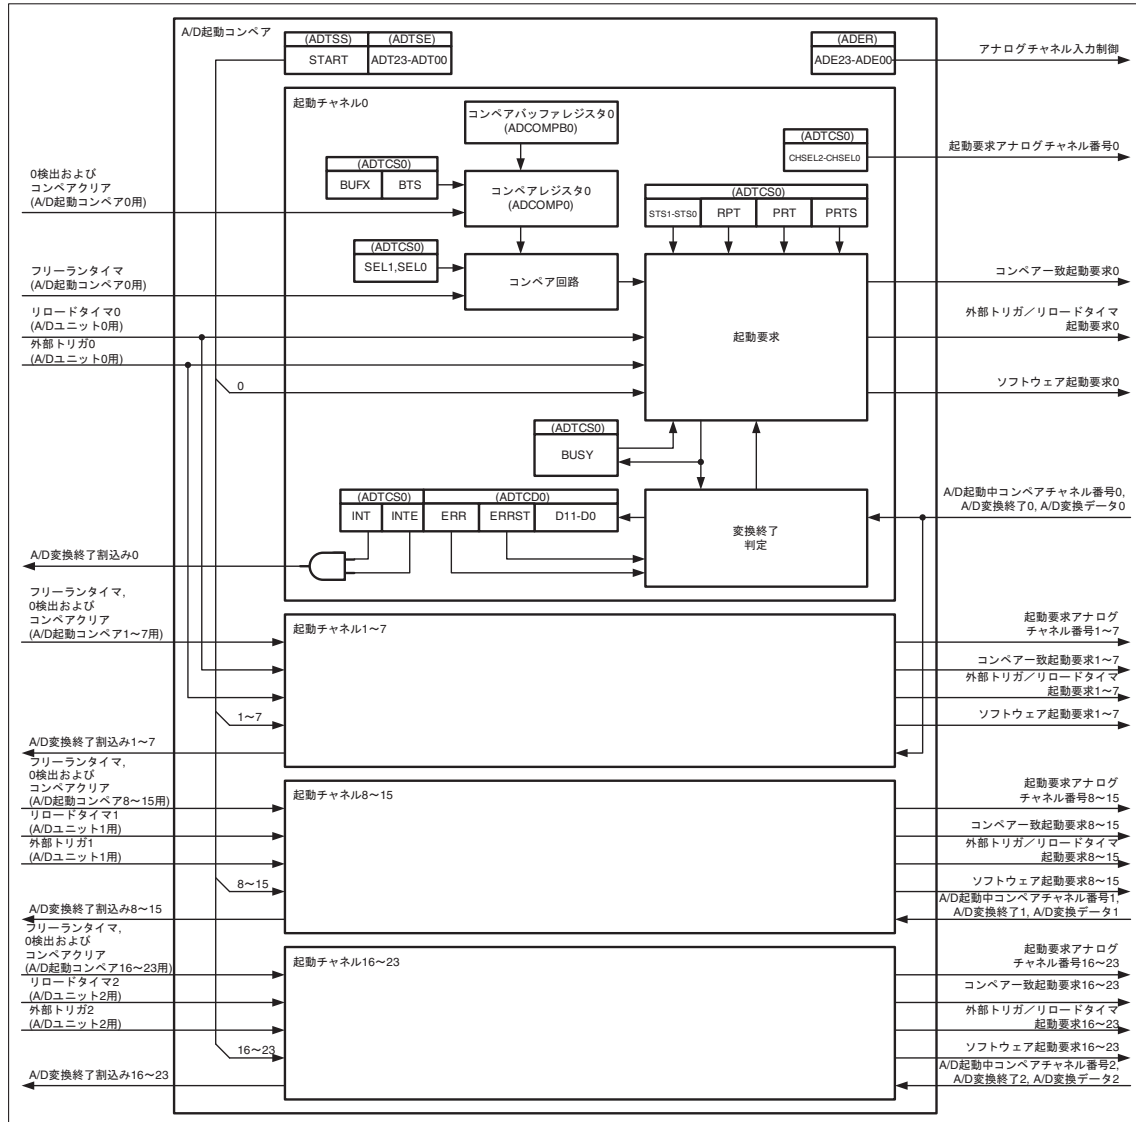 A/D起動コンペア
(ADTSS)
(ADTSE)
START
ADT23-ADT00
(ADER)
ADE23-ADE00
アナログチャネル入力制御
起動チャネル0
コンペアバッファレジスタ0
(ADCOMPB0)
(ADTCS0)
CHSEL2-CHSEL0
起動要求アナログチャネル番号0
0検出および
コンペアクリア
(A/D起動コンペア0用)
(ADTCS0)
BUFX
BTS
コンペアレジスタ0
(ADCOMP0)
(ADTCS0)
STS1-STS0
RPT
PRT
PRTS
(ADTCS0)
SEL1,SEL0
コンペア回路
フリーランタイマ
(A/D起動コンペア0用)
コンペア一致起動要求0
リロードタイマ0
(A/Dユニット0用)
外部トリガ0
(A/Dユニット0用)
起動要求
外部トリガ/リロードタイマ
起動要求0
0
ソフトウェア起動要求0
(ADTCS0)
BUSY
(ADTCS0)
(ADTCD0)
INT
INTE
ERR
ERRST
D11-D0
変換終了
判定
A/D起動中コンペアチャネル番号0,
A/D変換終了0, A/D変換データ0
A/D変換終了割込み0
フリーランタイマ,
0検出および
コンペアクリア
(A/D起動コンペア1~7用)
起動チャネル1~7
起動要求アナログ
チャネル番号1~7
コンペア一致起動要求1~7
外部トリガ/リロードタイマ
起動要求1~7
1~7
ソフトウェア起動要求1~7
A/D変換終了割込み1~7
フリーランタイマ,
0検出および
コンペアクリア
(A/D起動コンペア8~15用)
リロードタイマ1
(A/Dユニット1用)
外部トリガ1
(A/Dユニット1用)
起動チャネル8~15
起動要求アナログ
チャネル番号8~15
コンペア一致起動要求8~15
外部トリガ/リロードタイマ
起動要求8~15
8~15
ソフトウェア起動要求8~15
A/D起動中コンペアチャネル番号1,
A/D変換終了1, A/D変換データ1
A/D変換終了割込み8~15
フリーランタイマ,
0検出および
コンペアクリア
(A/D起動コンペア16~23用)
リロードタイマ2
(A/Dユニット2用)
外部トリガ2
(A/Dユニット2用)
起動チャネル16~23
起動要求アナログ
チャネル番号16~23
コンペア一致起動要求16~23
外部トリガ/リロードタイマ
起動要求16~23
16~23
ソフトウェア起動要求16~23
A/D起動中コンペアチャネル番号2,
A/D変換終了2, A/D変換データ2
A/D変換終了割込み16~23